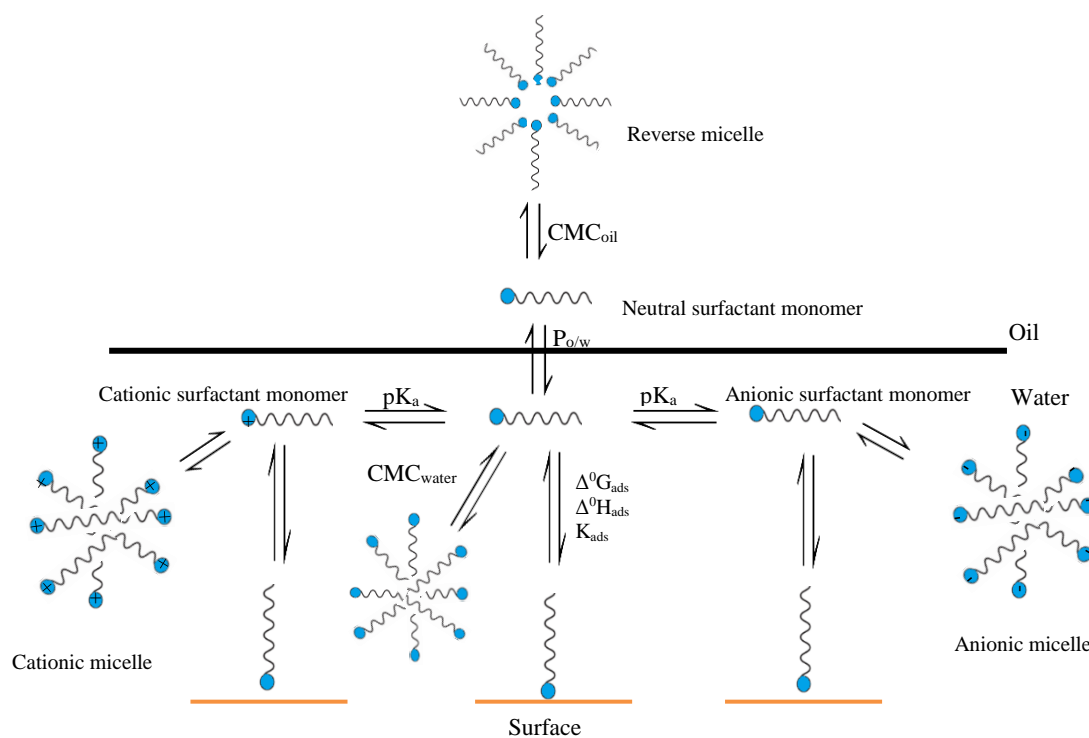 Reverse micelle
CMCoil
Neutral surfactant monomer
Oil
Po/w
Cationic surfactant monomer
pKa
pKa
Anionic surfactant monomer
Water
CMCwater
Δ⁰Gads
Δ⁰Hads
Kads
Cationic micelle
Anionic micelle
Surface